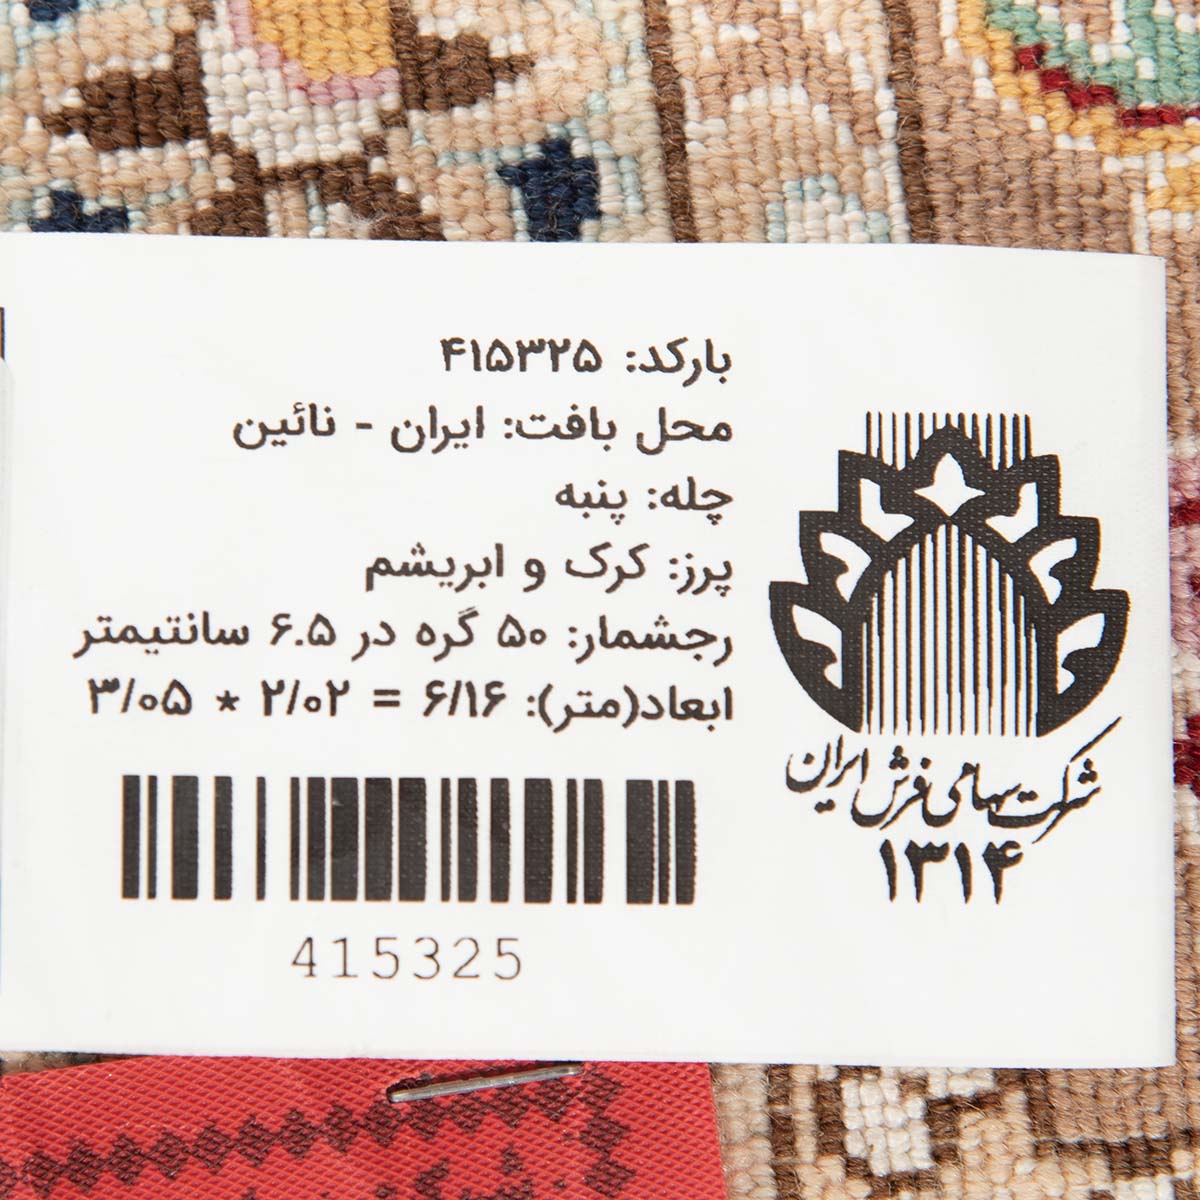 بارکد: ۴۱۵۳۲۵
محل بافت: ایران - نائین
چله: پنبه
پرز: کرک و ابریشم
رجشمار: ۵۰ گره در ۶.۵ سانتیمتر
ابعاد(متر): ۶/۱۶ = ۲/۰۲ * ۳/۰۵
415325
شرکت سهامی فرش ایران
۱۳۱۴